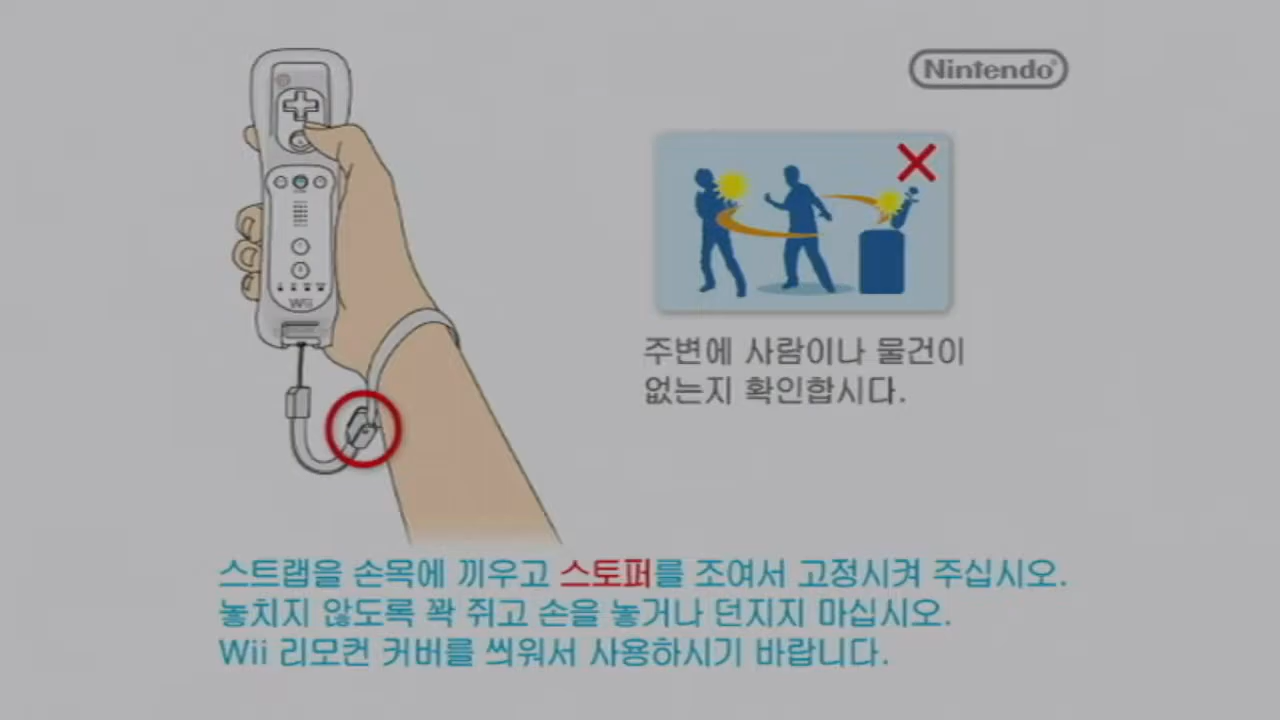 Nintendo
Wii
주변에 사람이나 물건이
없는지 확인합시다.
스트랩을 손목에 끼우고 스토퍼를 조여서 고정시켜 주십시오.
놓치지 않도록 꽉 쥐고 손을 놓거나 던지지 마십시오.
Wii 리모컨 커버를 씌워서 사용하시기 바랍니다.